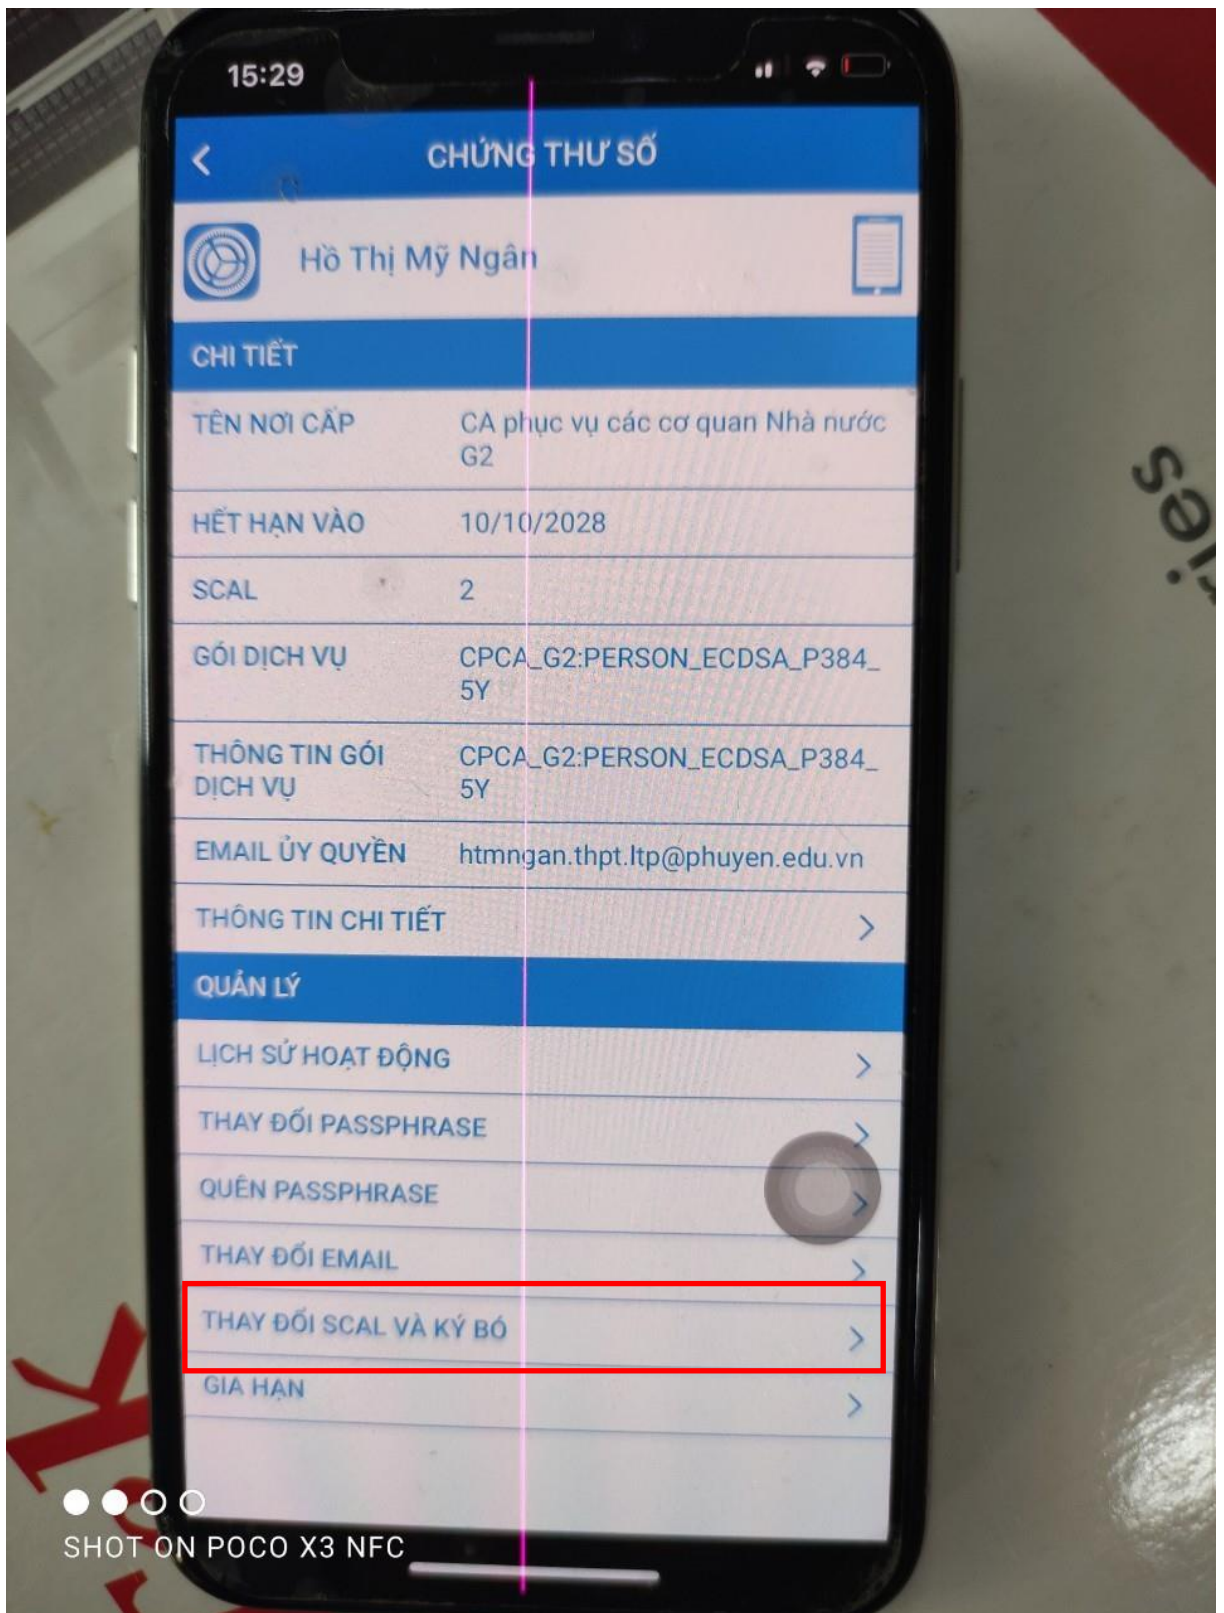 15:29
CHỨNG THƯ SỐ
Hồ Thị Mỹ Ngân
CHI TIẾT
TÊN NƠI CẤP CA phục vụ các cơ quan Nhà nước
G2
HẾT HẠN VÀO 10/10/2028
SCAL 2
GÓI DỊCH VỤ CPCA_G2:PERSON_ECDSA_P384_
5Y
THÔNG TIN GÓI CPCA_G2:PERSON_ECDSA_P384_
DỊCH VỤ 5Y
EMAIL ỦY QUYỀN htmngan.thpt.ltp@phuyen.edu.vn
THÔNG TIN CHI TIẾT
QUẢN LÝ
LỊCH SỬ HOẠT ĐỘNG
THAY ĐỔI PASSPHRASE
QUÊN PASSPHRASE
THAY ĐỔI EMAIL
THAY ĐỔI SCAL VÀ KÝ BÓ
GIA HẠN
SHOT ON POCO X3 NFC